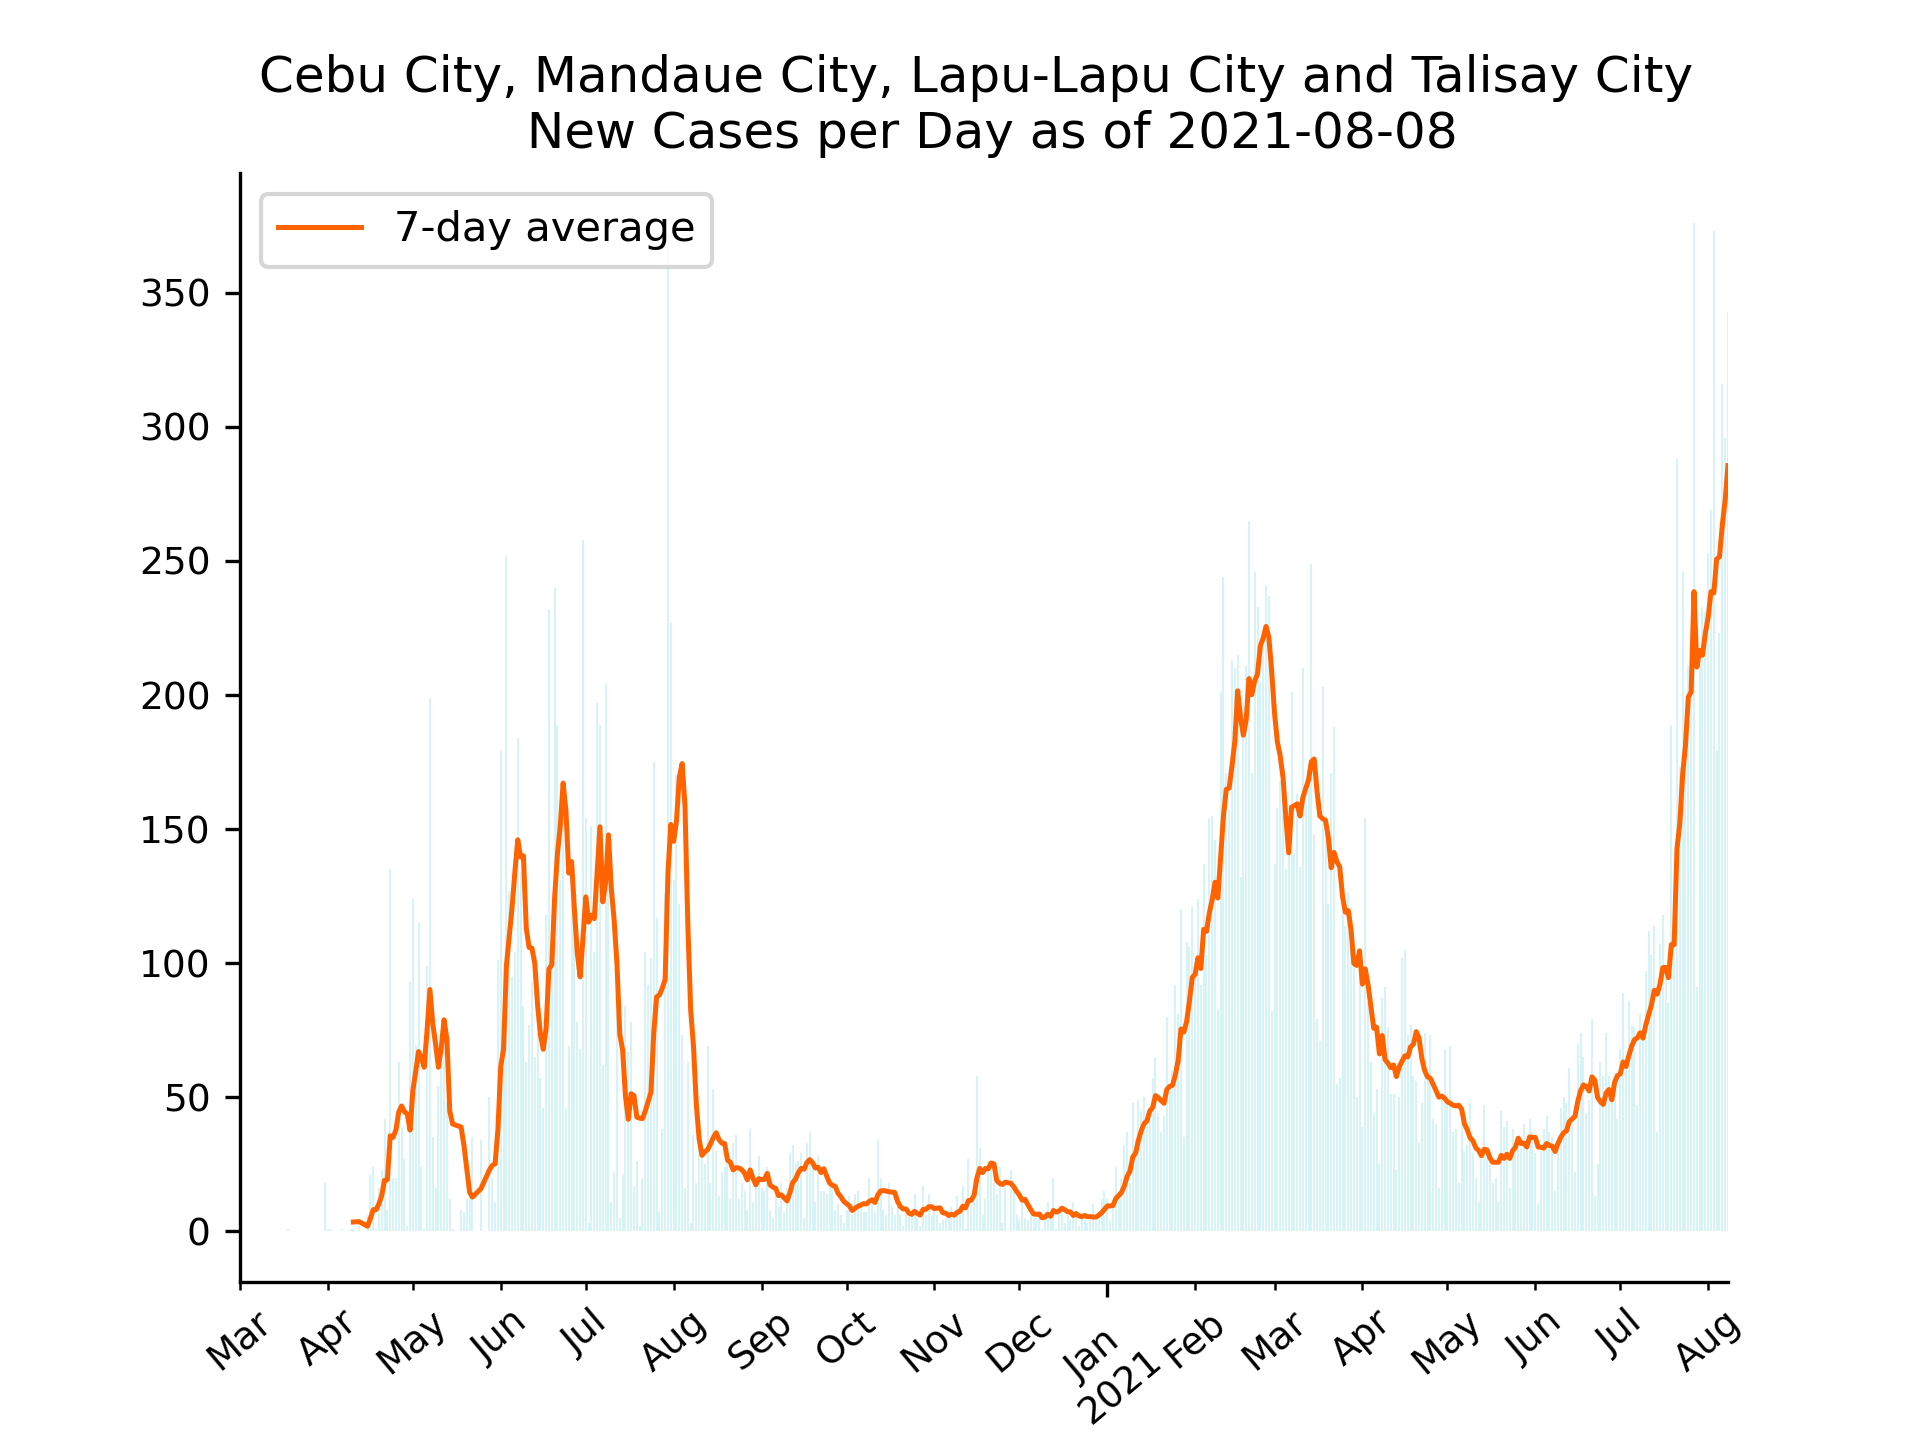 Cebu City, Mandaue City, Lapu-Lapu City and Talisay City
New Cases per Day as of 2021-08-08
7-day average
350
300
250
200
150
100
50
0
Mar Apr May Jun Jul Aug Sep Oct Nov Dec Jan Feb Mar Apr May Jun Jul Aug
2021